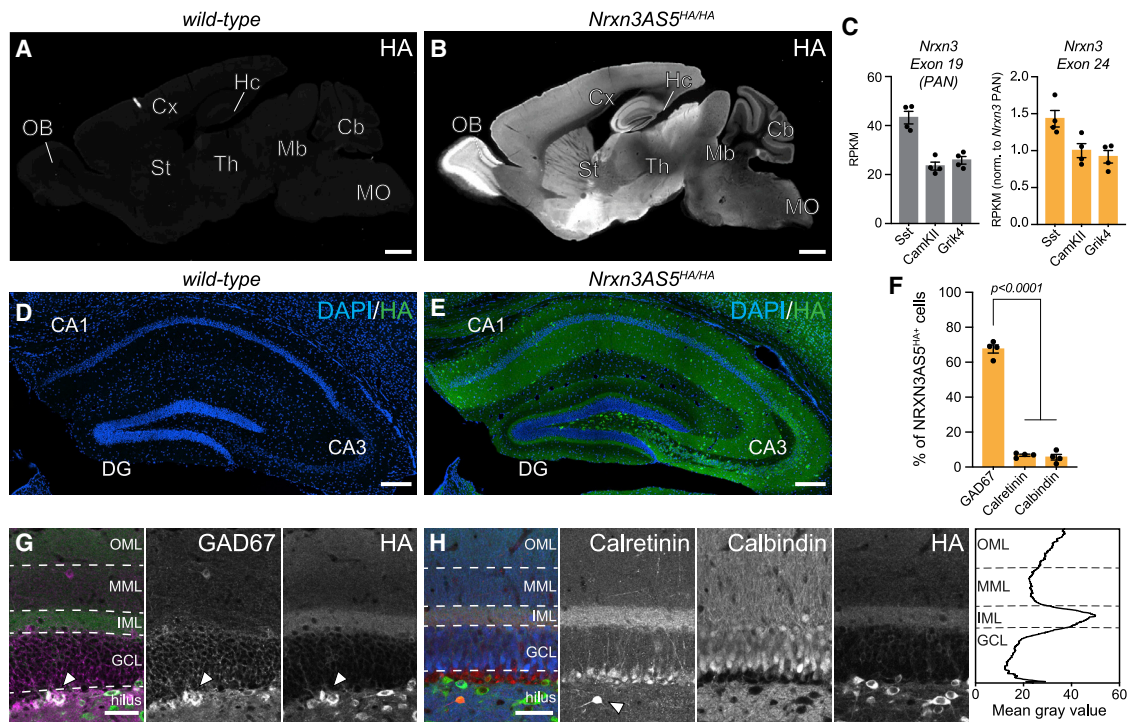 wild-type
A
HA
OB
Cx
Hc
St
Th
Mb
Cb
MO
Nrxn3AS5HA/HA
B
HA
OB
Cx
Hc
St
Th
Mb
Cb
MO
C
Nrxn3
Exon 19
(PAN)
RPKM
60
40
20
0
Sst
CamKII
Grik4
Nrxn3
Exon 24
RPKM (norm. to Nrxn3 PAN)
2.0
1.5
1.0
0.5
0.0
Sst
CamKII
Grik4
wild-type
D
DAPI/HA
CA1
CA3
DG
Nrxn3AS5HA/HA
E
DAPI/HA
CA1
CA3
DG
F
p<0.0001
% of NRXN3AS5HA+ cells
100
80
60
40
20
0
GAD67
Calretinin
Calbindin
G
OML
MML
IML
GCL
hilus
GAD67
HA
H
OML
MML
IML
GCL
hilus
Calretinin
Calbindin
HA
OML
MML
IML
GCL
0 20 40 60
Mean gray value